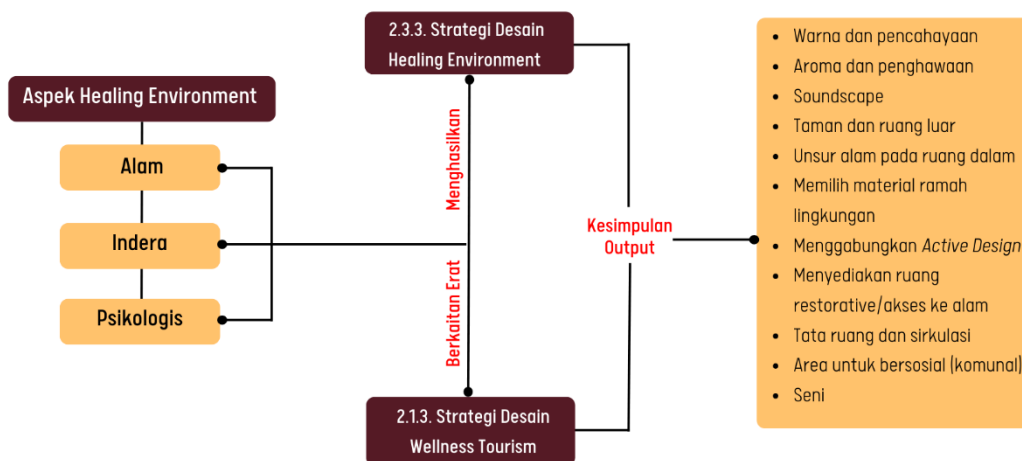 Aspek Healing Environment
Alam
Indera
Psikologis
2.3.3. Strategi Desain
Healing Environment
Menghasilkan
Berkaitan Erat
2.1.3. Strategi Desain
Wellness Tourism
Kesimpulan
Output
• Warna dan pencahayaan
• Aroma dan penghawaan
• Soundscape
• Taman dan ruang luar
• Unsur alam pada ruang dalam
• Memilih material ramah
lingkungan
• Menggabungkan Active Design
• Menyediakan ruang
restorative/akses ke alam
• Tata ruang dan sirkulasi
• Area untuk bersosial (komunal)
• Seni